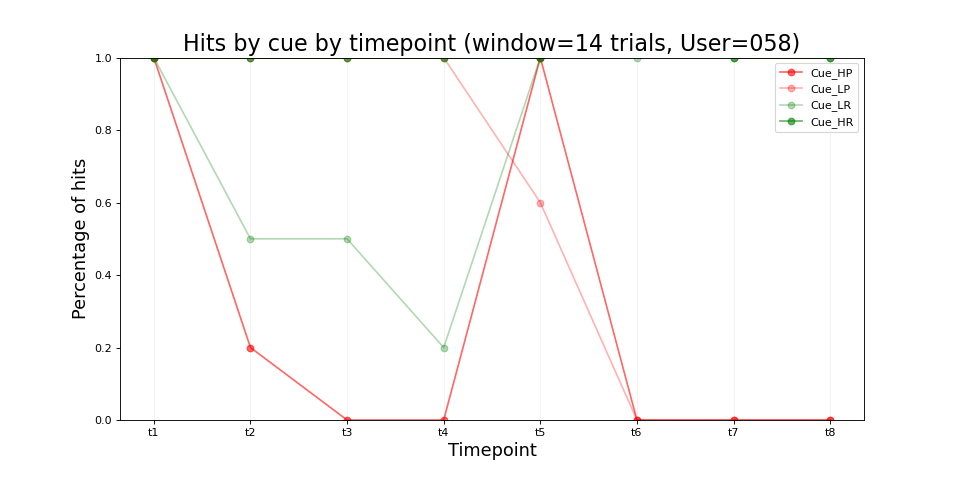 Hits by cue by timepoint (window=14 trials, User=058)
Percentage of hits
1.0
0.8
0.6
0.4
0.2
0.0
Cue_HP
Cue_LP
Cue_LR
Cue_HR
t1 t2 t3 t4 t5 t6 t7 t8
Timepoint